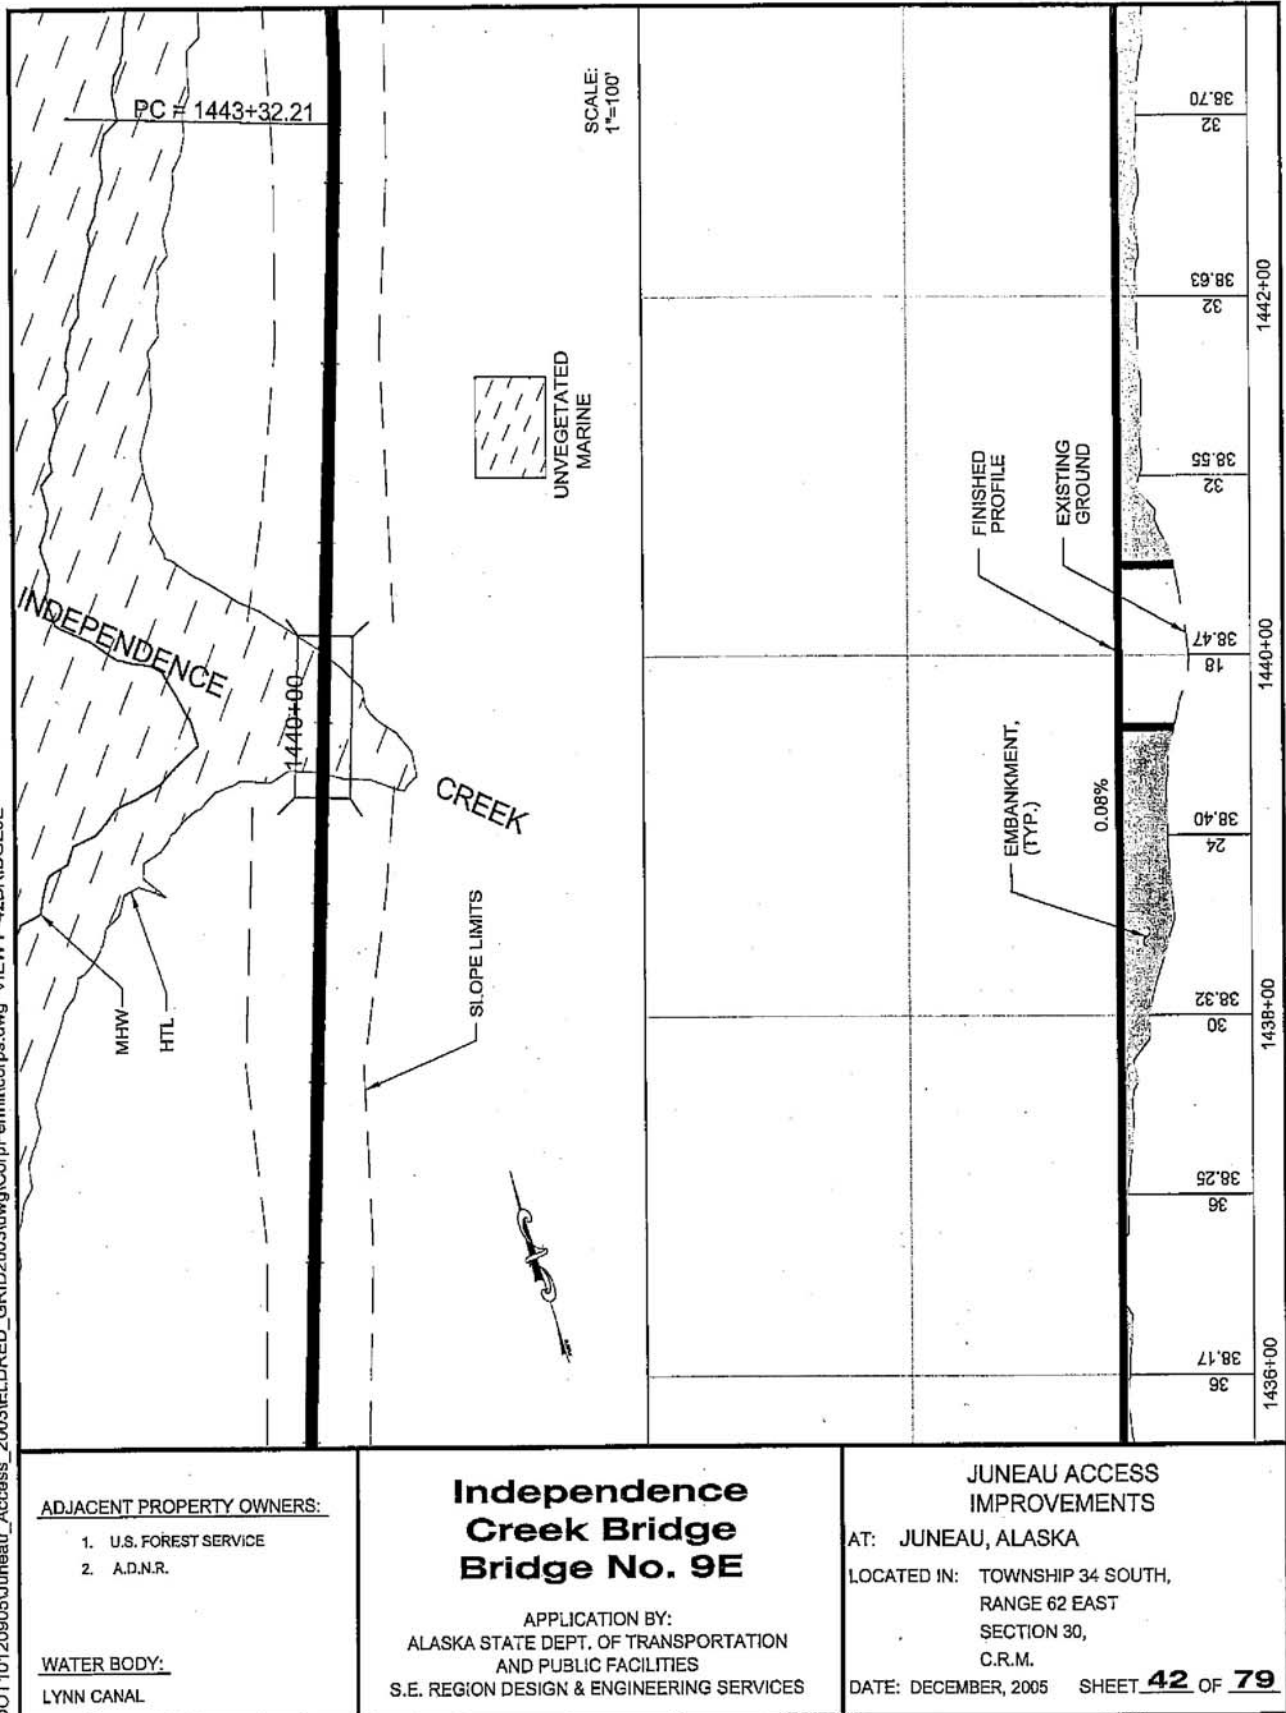 PC = 1443+32.21
SCALE:
1"=100'
INDEPENDENCE
CREEK
1440+00
UNVEGETATED
MARINE
MHW
HTL
SLOPE LIMITS
FINISHED
PROFILE
EXISTING
GROUND
EMBANKMENT,
(TYP.)
0.08%
38.70
32
38.63
32
1442+00
38.55
32
38.47
18
1440+00
38.40
24
38.32
30
1438+00
38.25
36
38.17
36
1436+00
ADJACENT PROPERTY OWNERS:
1. U.S. FOREST SERVICE
2. A.D.N.R.
WATER BODY:
LYNN CANAL
Independence
Creek Bridge
Bridge No. 9E
APPLICATION BY:
ALASKA STATE DEPT. OF TRANSPORTATION
AND PUBLIC FACILITIES
S.E. REGION DESIGN & ENGINEERING SERVICES
JUNEAU ACCESS
IMPROVEMENTS
AT: JUNEAU, ALASKA
LOCATED IN: TOWNSHIP 34 SOUTH,
RANGE 62 EAST
SECTION 30,
C.R.M.
DATE: DECEMBER, 2005 SHEET 42 OF 79